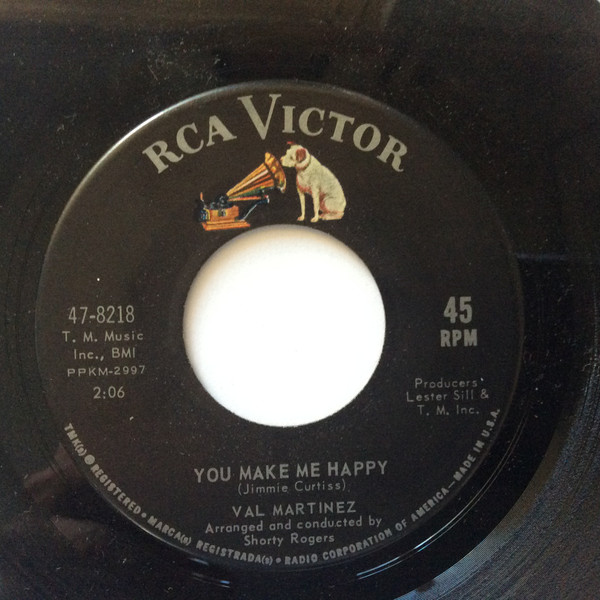 RCA VICTOR
47-8218
T. M. Music
Inc., BMI
PPKM-2997
2:06
45
RPM
Producers
Lester Sill &
T. M. Inc.
YOU MAKE ME HAPPY
(Jimmie Curtiss)
VAL MARTINEZ
Arranged and conducted by
Shorty Rogers
TMK(s) ® REGISTERED • MARCA(s) REGISTRADA(s) • RADIO CORPORATION OF AMERICA—MADE IN U.S.A.